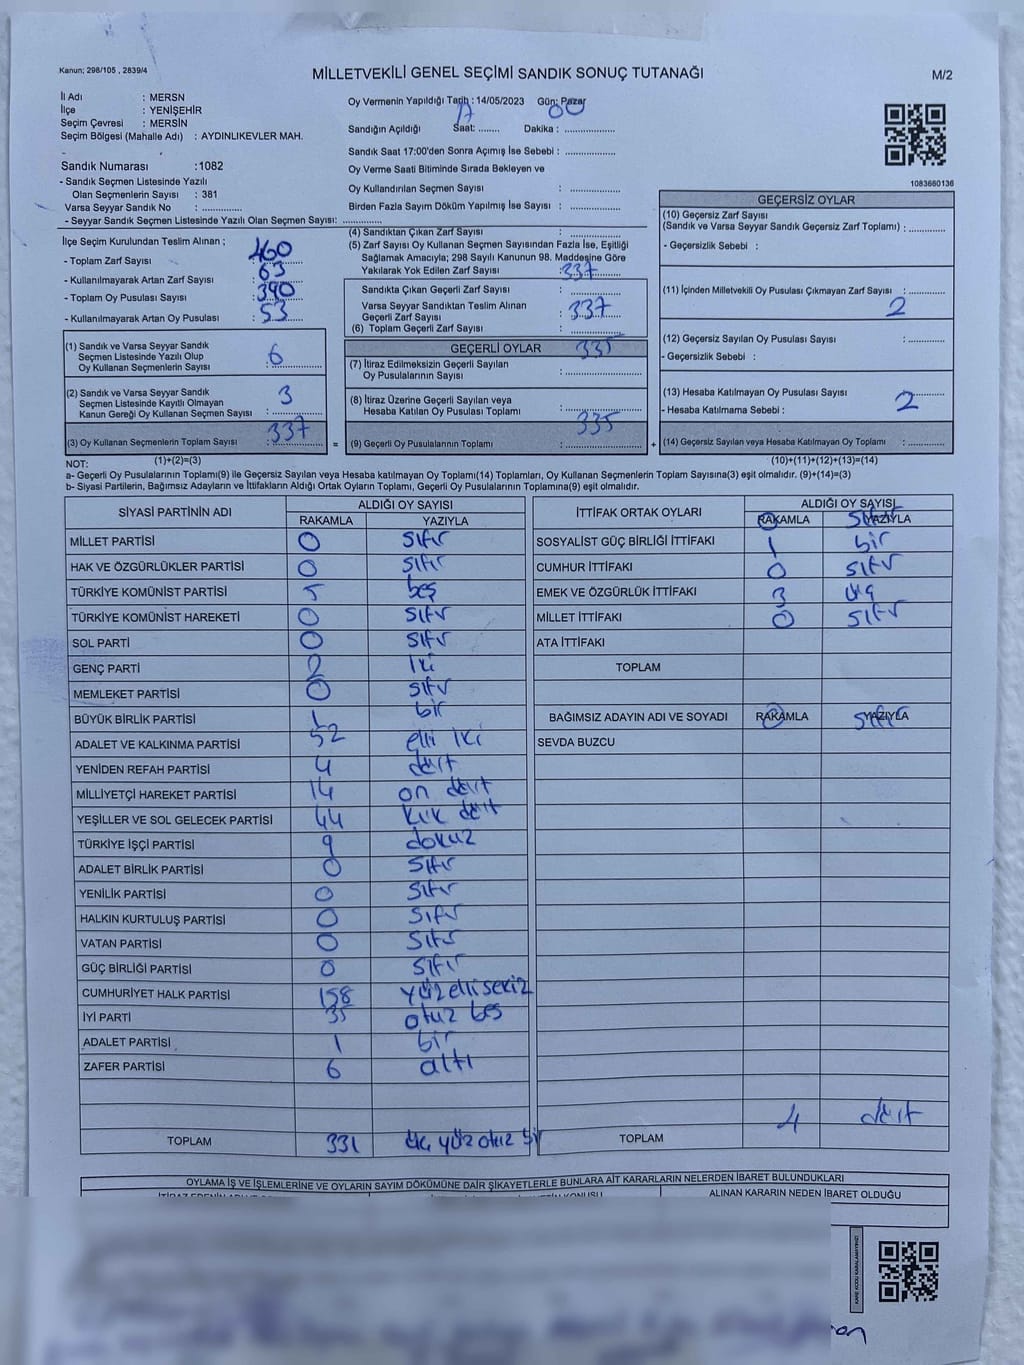 Kanun; 298/105 , 2839/4
MİLLETVEKİLİ GENEL SEÇİMİ SANDIK SONUÇ TUTANAĞI
M/2
İl Adı : MERSN
İlçe : YENİŞEHİR
Seçim Çevresi : MERSİN
Seçim Bölgesi (Mahalle Adı) : AYDINLIKEVLER MAH.
Sandık Numarası :1082
- Sandık Seçmen Listesinde Yazılı
Olan Seçmenlerin Sayısı : 381
Varsa Seyyar Sandık No : ..............
- Seyyar Sandık Seçmen Listesinde Yazılı Olan Seçmen Sayısı: ..............
İlçe Seçim Kurulundan Teslim Alınan ;
- Toplam Zarf Sayısı : 460
- Kullanılmayarak Artan Zarf Sayısı : 63
- Toplam Oy Pusulası Sayısı : 390
- Kullanılmayarak Artan Oy Pusulası : 53
(1) Sandık ve Varsa Seyyar Sandık
Seçmen Listesinde Yazılı Olup
Oy Kullanan Seçmenlerin Sayısı : 6
(2) Sandık ve Varsa Seyyar Sandık
Seçmen Listesinde Kayıtlı Olmayan
Kanun Gereği Oy Kullanan Seçmen Sayısı : 3
(3) Oy Kullanan Seçmenlerin Toplam Sayısı : 337
(1)+(2)=(3)
Oy Vermenin Yapıldığı Tarih : 14/05/2023 Gün: Pazar
Sandığın Açıldığı Saat: 17 Dakika : 00
Sandık Saat 17:00'den Sonra Açımış İse Sebebi : ..............
Oy Verme Saati Bitiminde Sırada Bekleyen ve
Oy Kullandırılan Seçmen Sayısı : ..............
Birden Fazla Sayım Döküm Yapılmış İse Sayısı : ..............
(4) Sandıktan Çıkan Zarf Sayısı : ..............
(5) Zarf Sayısı Oy Kullanan Seçmen Sayısından Fazla İse, Eşitliği
Sağlamak Amacıyla; 298 Sayılı Kanunun 98. Maddesine Göre
Yakılarak Yok Edilen Zarf Sayısı : 337
Sandıkta Çıkan Geçerli Zarf Sayısı : ..............
Varsa Seyyar Sandıktan Teslim Alınan
Geçerli Zarf Sayısı : 337
(6) Toplam Geçerli Zarf Sayısı : ..............
GEÇERLİ OYLAR 335
(7) İtiraz Edilmeksizin Geçerli Sayılan
Oy Pusulalarının Sayısı : ..............
(8) İtiraz Üzerine Geçerli Sayılan veya
Hesaba Katılan Oy Pusulası Toplamı : ..............
335
= (9) Geçerli Oy Pusulalarının Toplamı : .............. +
1083660136
GEÇERSİZ OYLAR
(10) Geçersiz Zarf Sayısı
(Sandık ve Varsa Seyyar Sandık Geçersiz Zarf Toplamı) : ..............
- Geçersizlik Sebebi :
(11) İçinden Milletvekili Oy Pusulası Çıkmayan Zarf Sayısı : ..............
2
(12) Geçersiz Sayılan Oy Pusulası Sayısı : ..............
- Geçersizlik Sebebi :
(13) Hesaba Katılmayan Oy Pusulası Sayısı : ..............
- Hesaba Katılmama Sebebi : 2
(14) Geçersiz Sayılan veya Hesaba Katılmayan Oy Pusulası Toplamı : ..............
(10)+(11)+(12)+(13)=(14)
NOT:
a- Geçerli Oy Pusulalarının Toplamı(9) ile Geçersiz Sayılan veya Hesaba katılmayan Oy Toplamı(14) Toplamları, Oy Kullanan Seçmenlerin Toplam Sayısına(3) eşit olmalıdır. (9)+(14)=(3)
b- Siyasi Partilerin, Bağımsız Adayların ve İttifakların Aldığı Ortak Oyların Toplamı, Geçerli Oy Pusulalarının Toplamına(9) eşit olmalıdır.
SİYASİ PARTİNİN ADI ALDIĞI OY SAYISI
RAKAMLA YAZIYLA
MİLLET PARTİSİ 0 sıfır
HAK VE ÖZGÜRLÜKLER PARTİSİ 0 sıfır
TÜRKİYE KOMÜNİST PARTİSİ 5 beş
TÜRKİYE KOMÜNİST HAREKETİ 0 sıfır
SOL PARTİ 0 sıfır
GENÇ PARTİ 2 iki
MEMLEKET PARTİSİ 0 sıfır
BÜYÜK BİRLİK PARTİSİ 1 bir
ADALET VE KALKINMA PARTİSİ 52 elli iki
YENİDEN REFAH PARTİSİ 4 dört
MİLLİYETÇİ HAREKET PARTİSİ 14 on dört
YEŞİLLER VE SOL GELECEK PARTİSİ 44 kırk dört
TÜRKİYE İŞÇİ PARTİSİ 9 dokuz
ADALET BİRLİK PARTİSİ 0 sıfır
YENİLİK PARTİSİ 0 sıfır
HALKIN KURTULUŞ PARTİSİ 0 sıfır
VATAN PARTİSİ 0 sıfır
GÜÇ BİRLİĞİ PARTİSİ 0 sıfır
CUMHURİYET HALK PARTİSİ 158 yüz elli sekiz
İYİ PARTİ 35 otuz beş
ADALET PARTİSİ 1 bir
ZAFER PARTİSİ 6 altı
TOPLAM 331 üç yüz otuz bir
İTTİFAK ORTAK OYLARI ALDIĞI OY SAYISI
RAKAMLA 0 YAZIYLA sıfır
SOSYALİST GÜÇ BİRLİĞİ İTTİFAKI 1 bir
CUMHUR İTTİFAKI 0 sıfır
EMEK VE ÖZGÜRLÜK İTTİFAKI 3 üç
MİLLET İTTİFAKI 0 sıfır
ATA İTTİFAKI
TOPLAM
BAĞIMSIZ ADAYIN ADI VE SOYADI RAKAMLA 0 YAZIYLA sıfır
SEVDA BUZCU
4 dört
TOPLAM
OYLAMA İŞ VE İŞLEMLERİNE VE OYLARIN SAYIM DÖKÜMÜNE DAİR ŞİKAYETLERLE BUNLARA AİT KARARLARIN NELERDEN İBARET BULUNDUKLARI
ALINAN KARARIN NEDEN İBARET OLDUĞU
KARE KODU KARALAMAYINIZ!